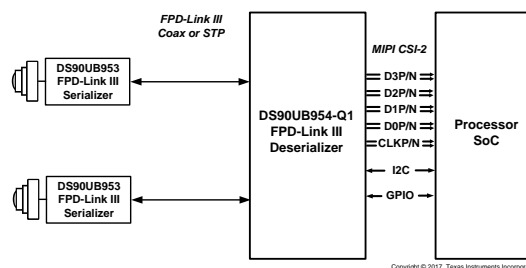 FPD-Link III
Coax or STP
MIPI CSI-2
DS90UB953
FPD-Link III
Serializer
D3P/N
D2P/N
D1P/N
D0P/N
CLKP/N
I2C
GPIO
DS90UB954-Q1
FPD-Link III
Deserializer
Processor
SoC
DS90UB953
FPD-Link III
Serializer
Copyright © 2017, Texas Instruments Incorpor